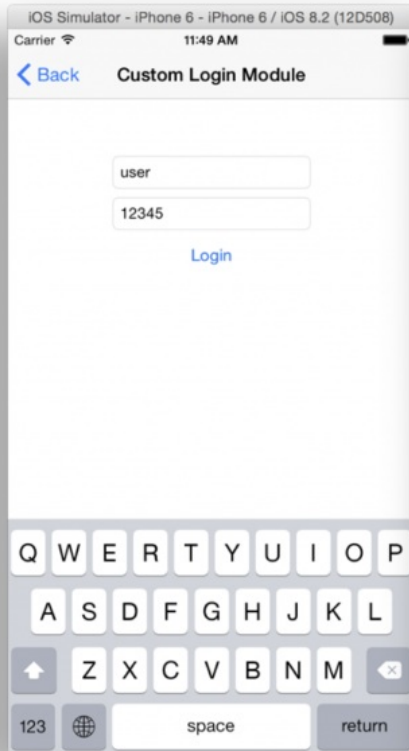 iOS Simulator - iPhone 6 - iPhone 6 / iOS 8.2 (12D508)
Carrier 11:49 AM
Back Custom Login Module
user
12345
Login
Q W E R T Y U I O P
A S D F G H J K L
Z X C V B N M
123 space return